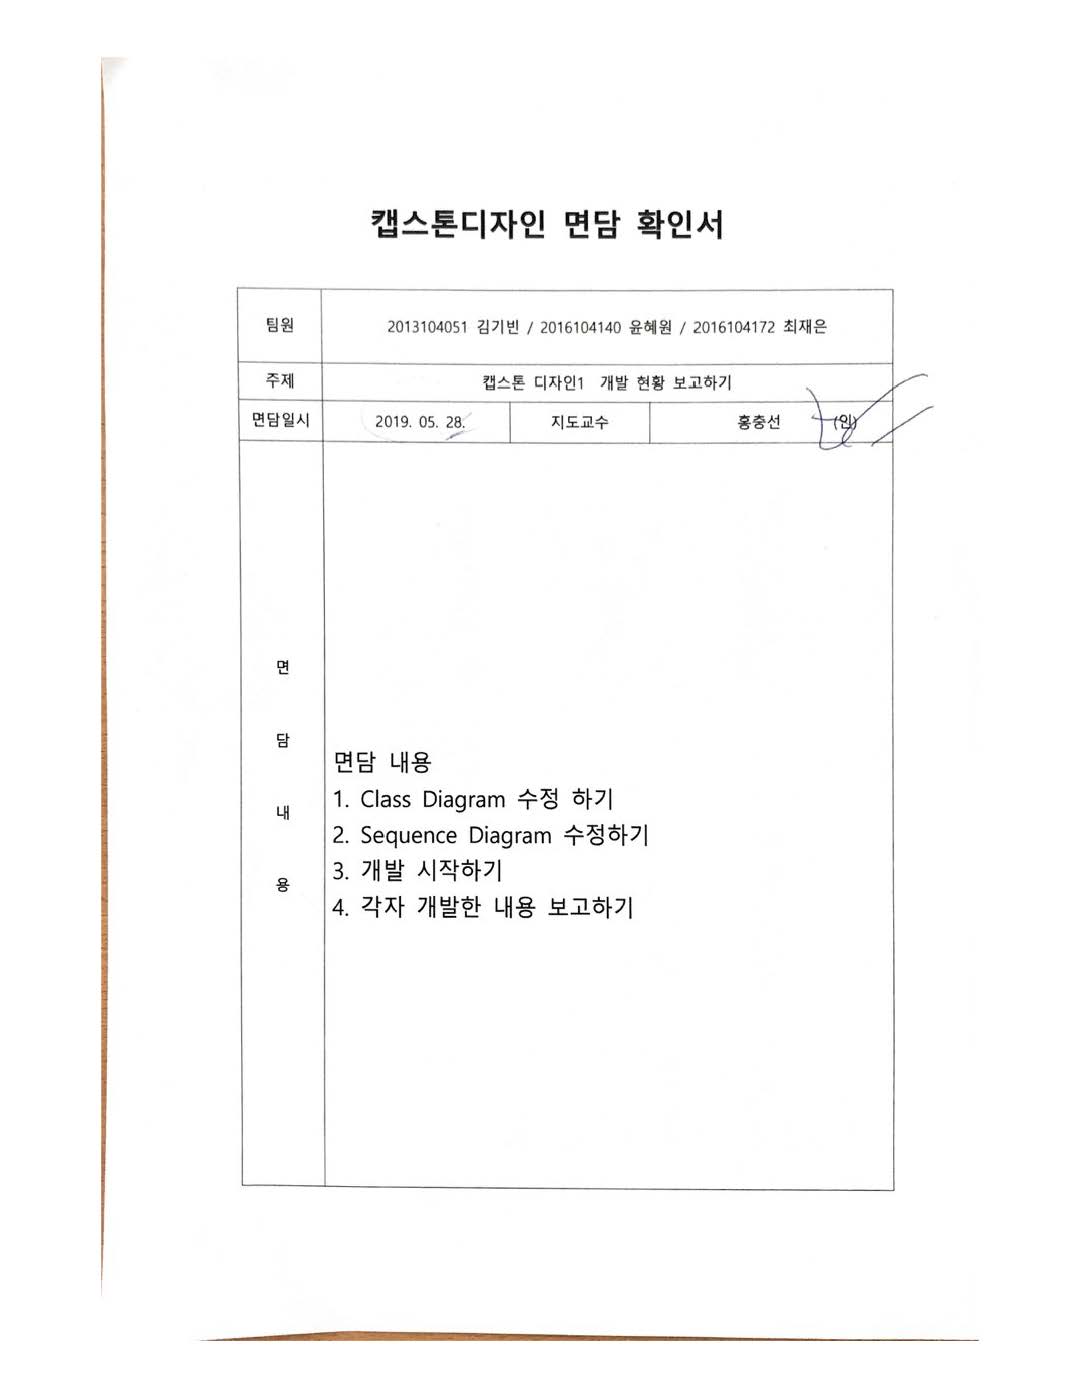 캡스톤디자인 면담 확인서
팀원 2013104051 김기빈 / 2016104140 윤혜원 / 2016104172 최재은
주제 캡스톤 디자인1 개발 현황 보고하기
면담일시 2019. 05. 28. 지도교수 홍충선 (인)
면
담
내
용
면담 내용
1. Class Diagram 수정 하기
2. Sequence Diagram 수정하기
3. 개발 시작하기
4. 각자 개발한 내용 보고하기